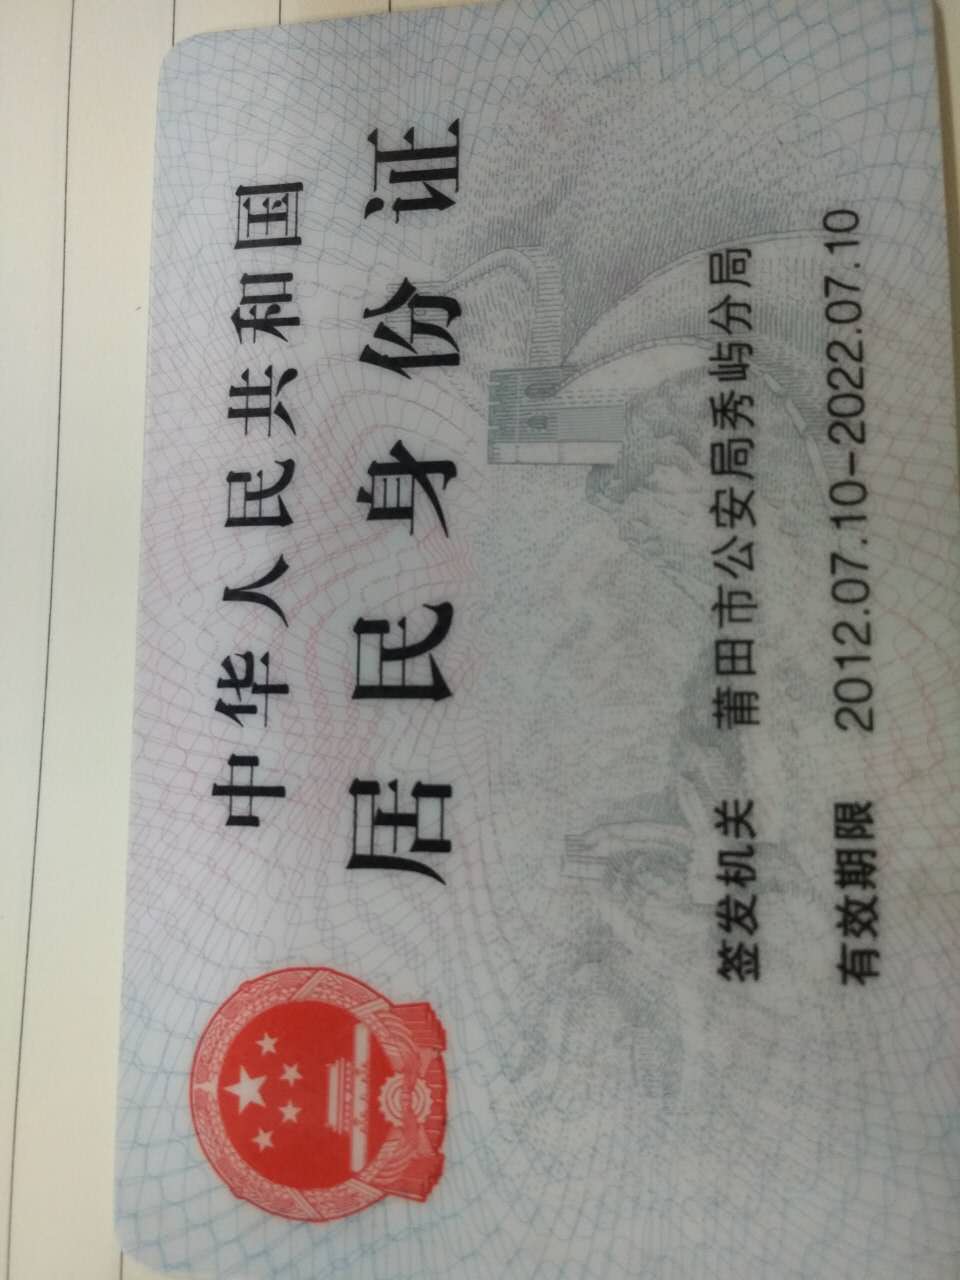 中华人民共和国
居民身份证
签发机关 莆田市公安局秀屿分局
有效期限 2012.07.10-2022.07.10